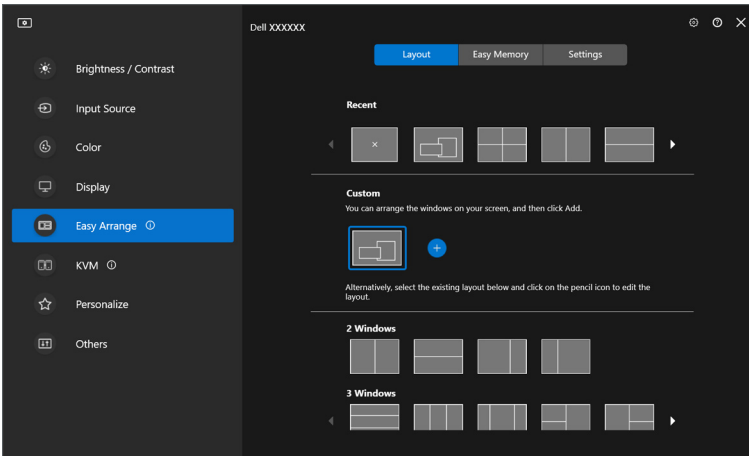 Dell XXXXXX
Brightness / Contrast
Input Source
Color
Display
Easy Arrange
KVM
Personalize
Others
Layout
Easy Memory
Settings
Recent
Custom
You can arrange the windows on your screen, and then click Add.
Alternatively, select the existing layout below and click on the pencil icon to edit the
layout.
2 Windows
3 Windows